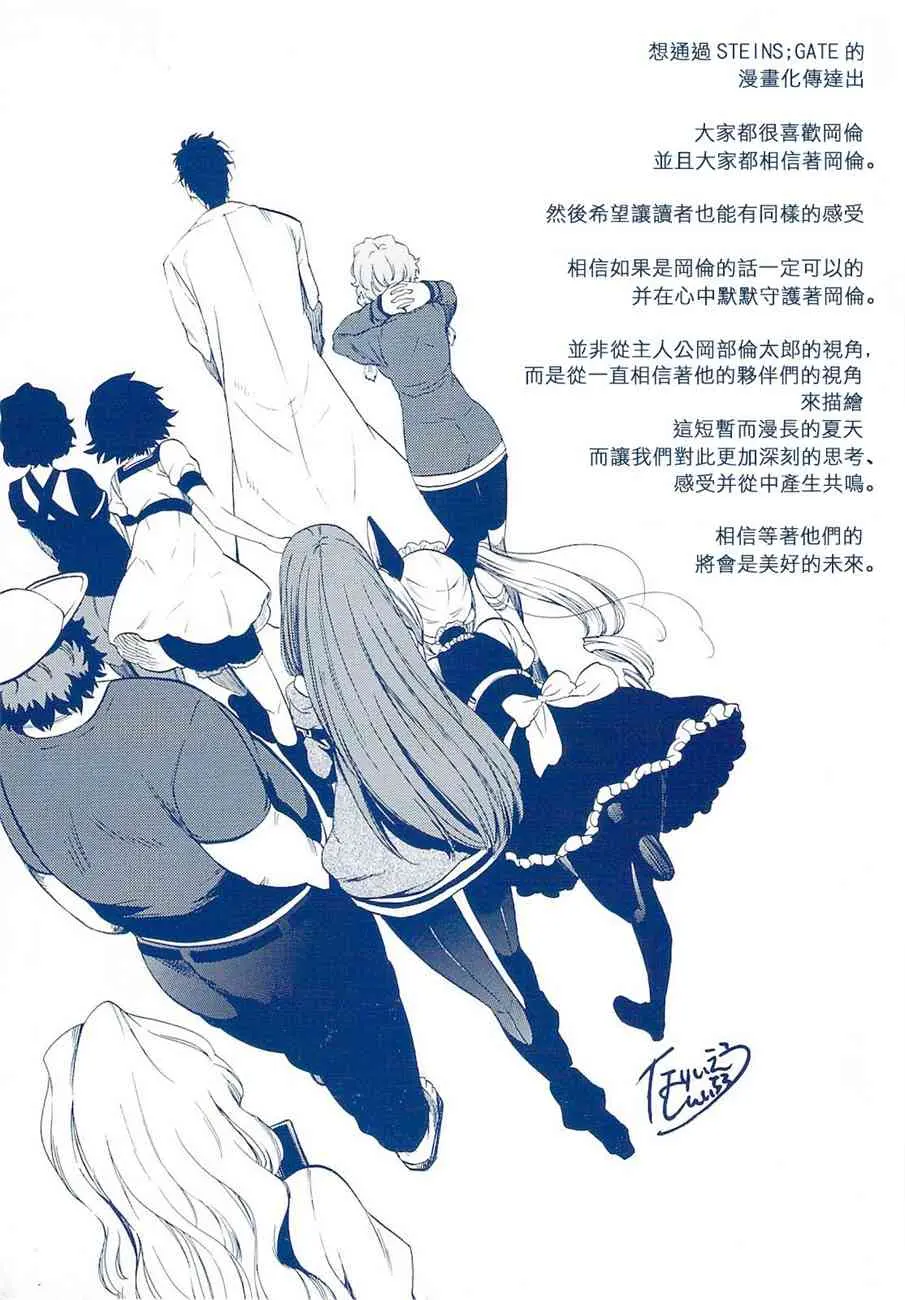 想通過 STEINS;GATE 的
漫畫化傳達出
大家都很喜歡岡倫
並且大家都相信著岡倫。
然後希望讓讀者也能有同樣的感受
相信如果是岡倫的話一定可以的
并在心中默默守護著岡倫。
並非從主人公岡部倫太郎的視角,
而是從一直相信著他的夥伴們的視角
來描繪
這短暫而漫長的夏天
而讓我們對此更加深刻的思考、
感受并從中產生共鳴。
相信等著他們的
將會是美好的未來。